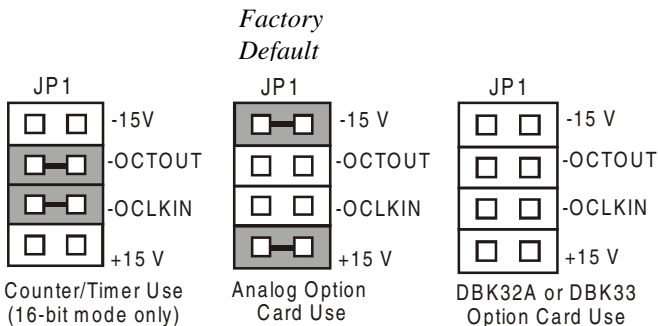 Factory
Default
JP1
-15V
-OCTOUT
-OCLKIN
+15 V
Counter/Timer Use
(16-bit mode only)
JP1
-15 V
-OCTOUT
-OCLKIN
+15 V
Analog Option
Card Use
JP1
-15 V
-OCTOUT
-OCLKIN
+15 V
DBK32A or DBK33
Option Card Use